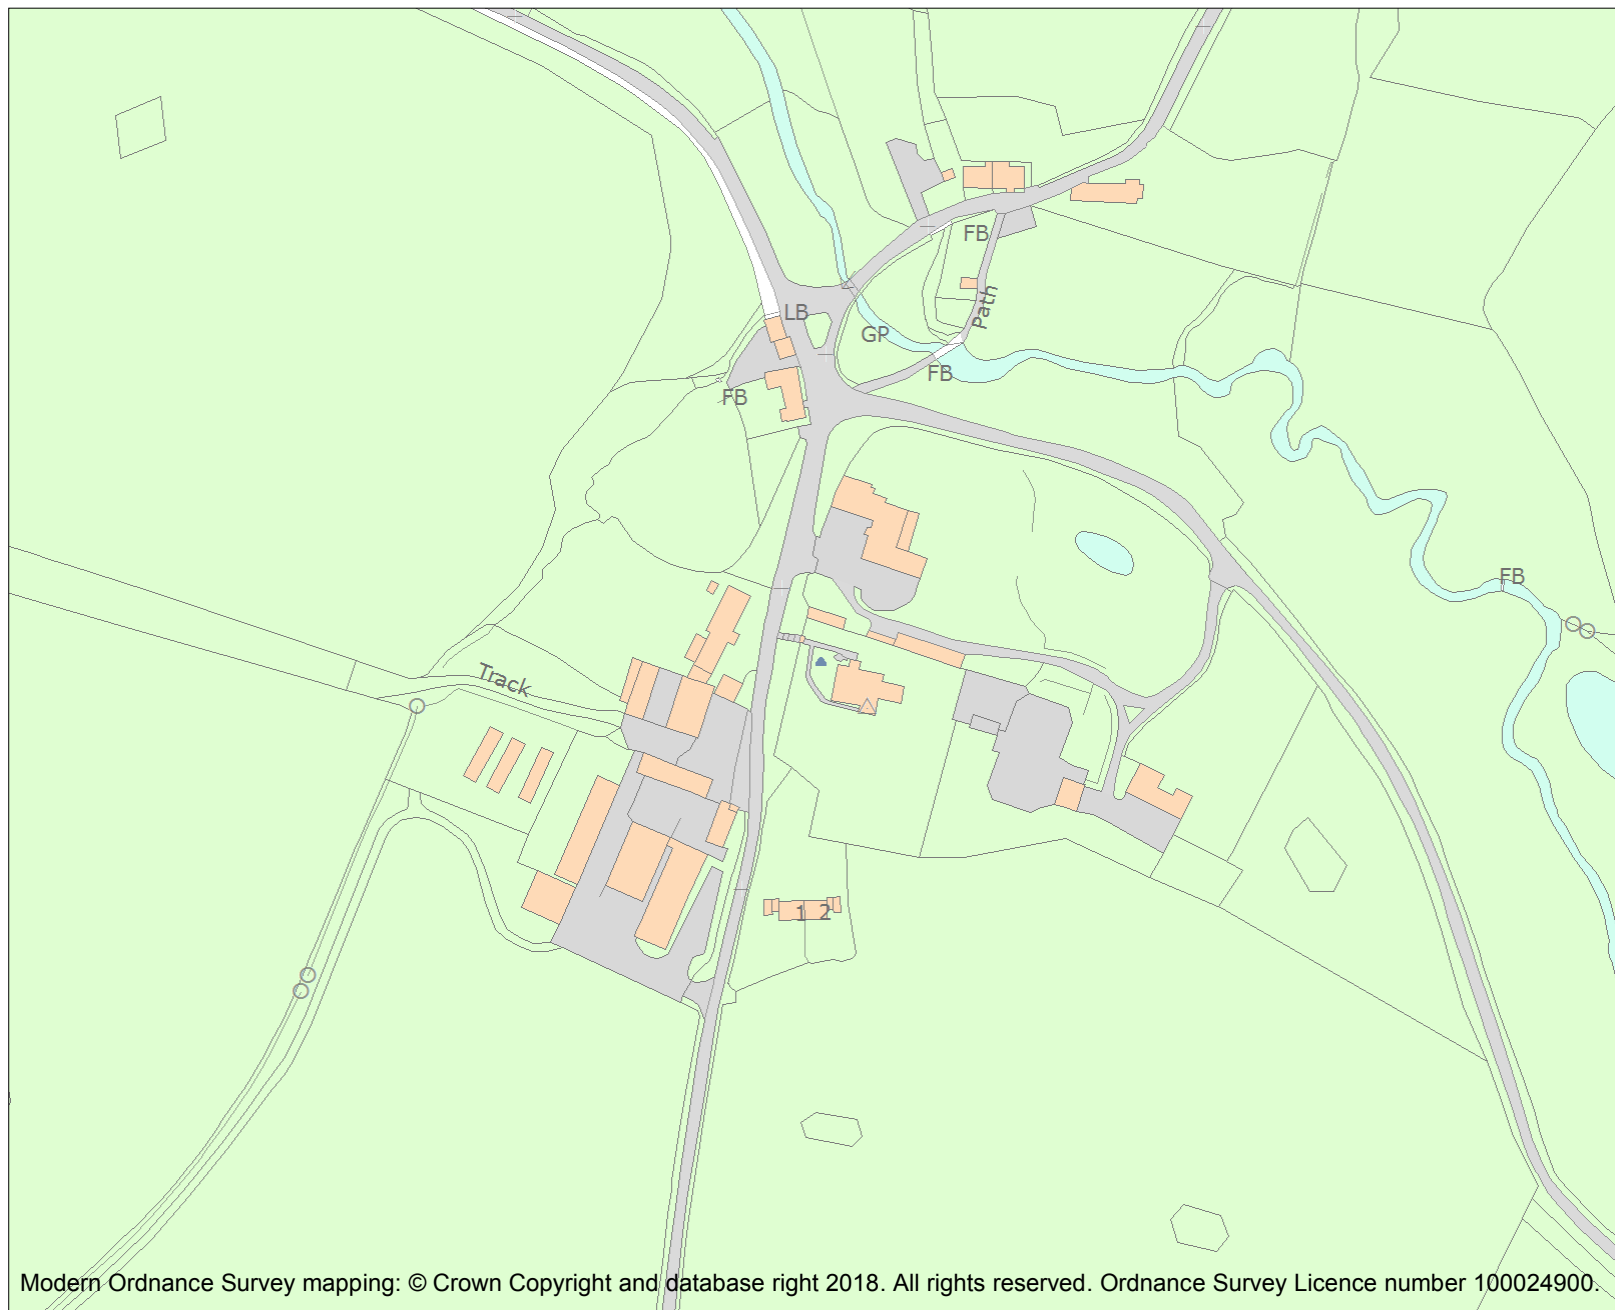 FB
Path
LB
GP
FB
FB
FB
Track
1 2
Modern Ordnance Survey mapping: © Crown Copyright and database right 2018. All rights reserved. Ordnance Survey Licence number 100024900.